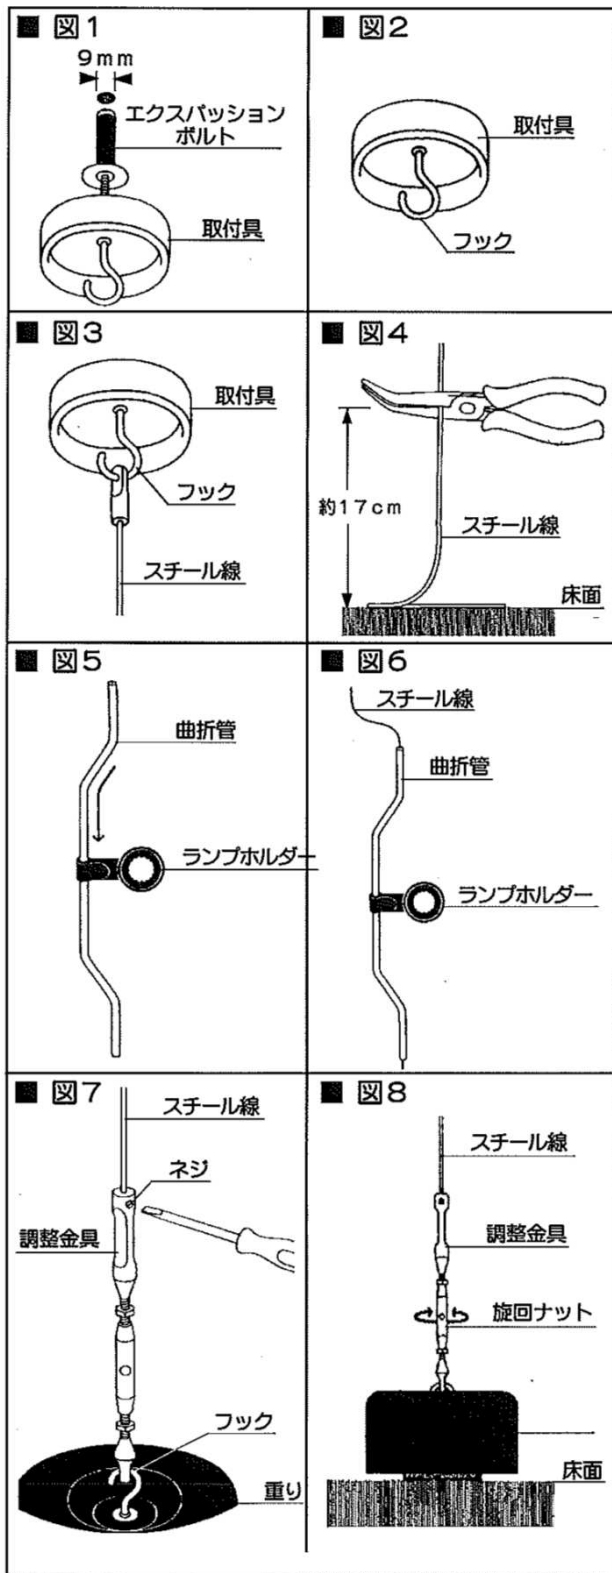 ■ 図1
9mm
エクスパッション
ボルト
取付具
■ 図2
取付具
フック
■ 図3
取付具
フック
スチール線
■ 図4
約17cm
スチール線
床面
■ 図5
曲折管
ランプホルダー
■ 図6
スチール線
曲折管
ランプホルダー
■ 図7
スチール線
ネジ
調整金具
フック
重り
■ 図8
スチール線
調整金具
旋回ナット
床面